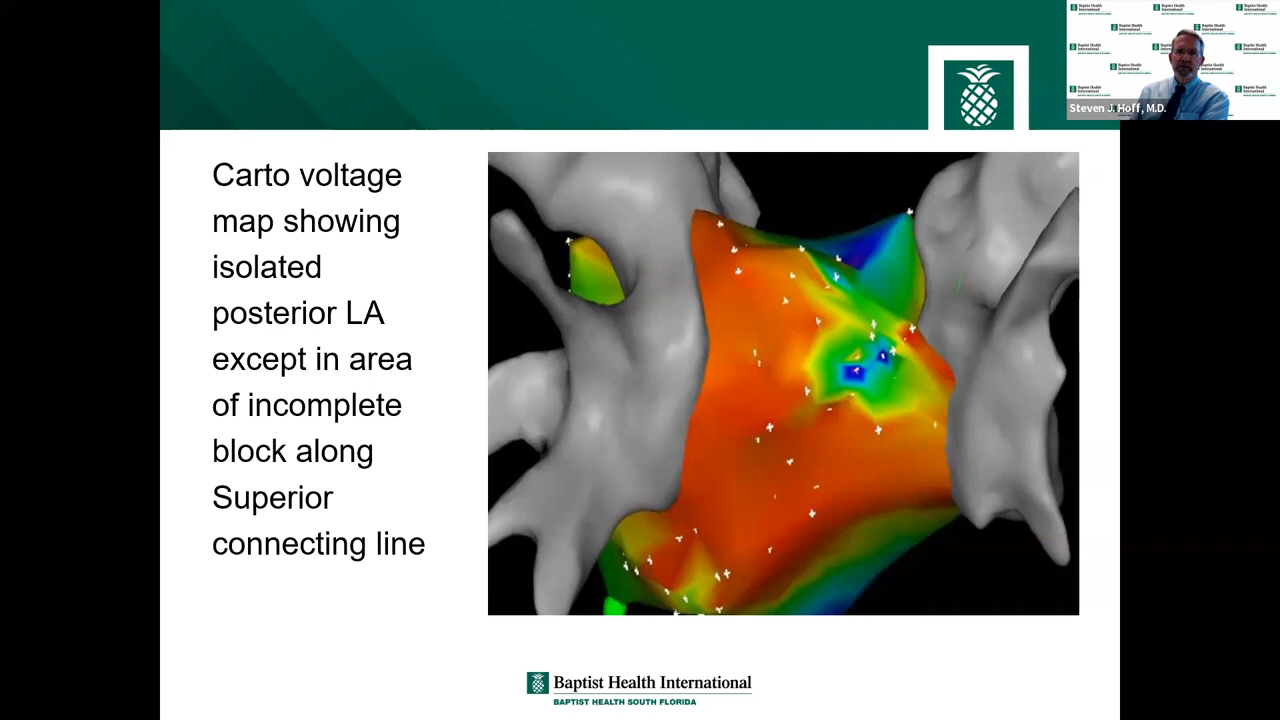 Steven J. Hoff, M.D.
Carto voltage
map showing
isolated
posterior LA
except in area
of incomplete
block along
Superior
connecting line
Baptist Health International
BAPTIST HEALTH SOUTH FLORIDA